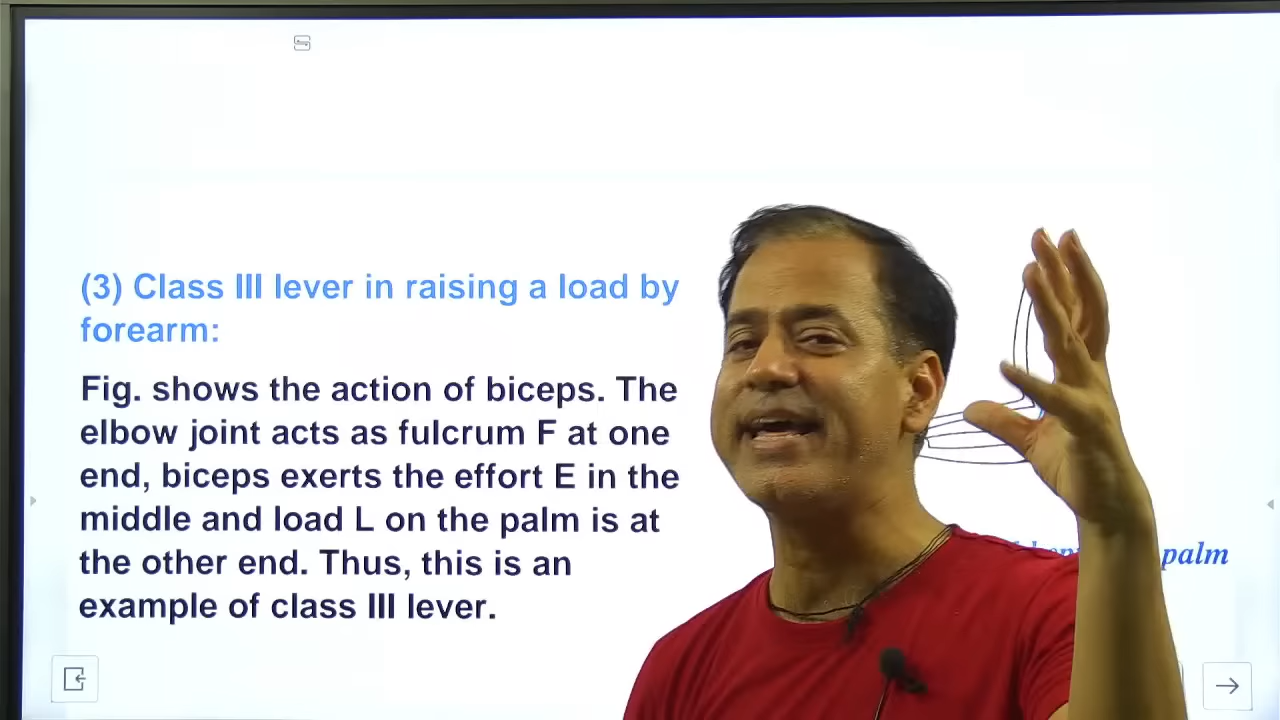 (3) Class III lever in raising a load by
forearm:
Fig. shows the action of biceps. The
elbow joint acts as fulcrum F at one
end, biceps exerts the effort E in the
middle and load L on the palm is at
the other end. Thus, this is an
example of class III lever.
palm